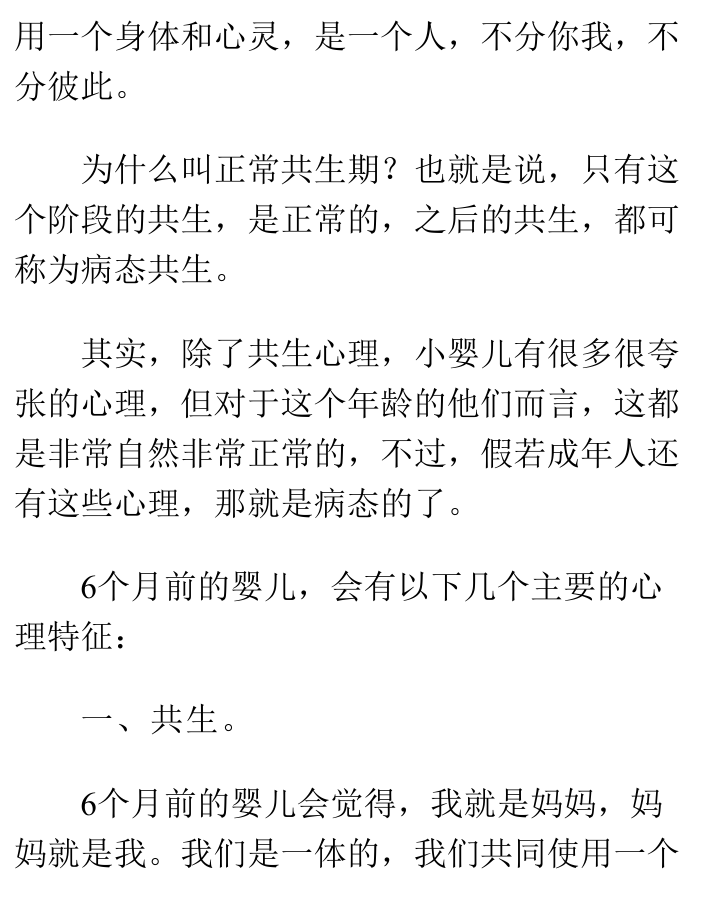 用一个身体和心灵，是一个人，不分你我，不
分彼此。
为什么叫正常共生期？也就是说，只有这
个阶段的共生，是正常的，之后的共生，都可
称为病态共生。
其实，除了共生心理，小婴儿有很多很夸
张的心理，但对于这个年龄的他们而言，这都
是非常自然非常正常的，不过，假若成年人还
有这些心理，那就是病态的了。
6个月前的婴儿，会有以下几个主要的心
理特征：
一、共生。
6个月前的婴儿会觉得，我就是妈妈，妈
妈就是我。我们是一体的，我们共同使用一个